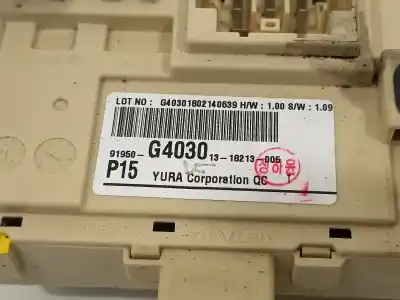 LOT NO : G40301802140639 H/W : 1.00 S/W : 1.09
91950- G4030 13-18213-005
P15 YURA Corporation QC